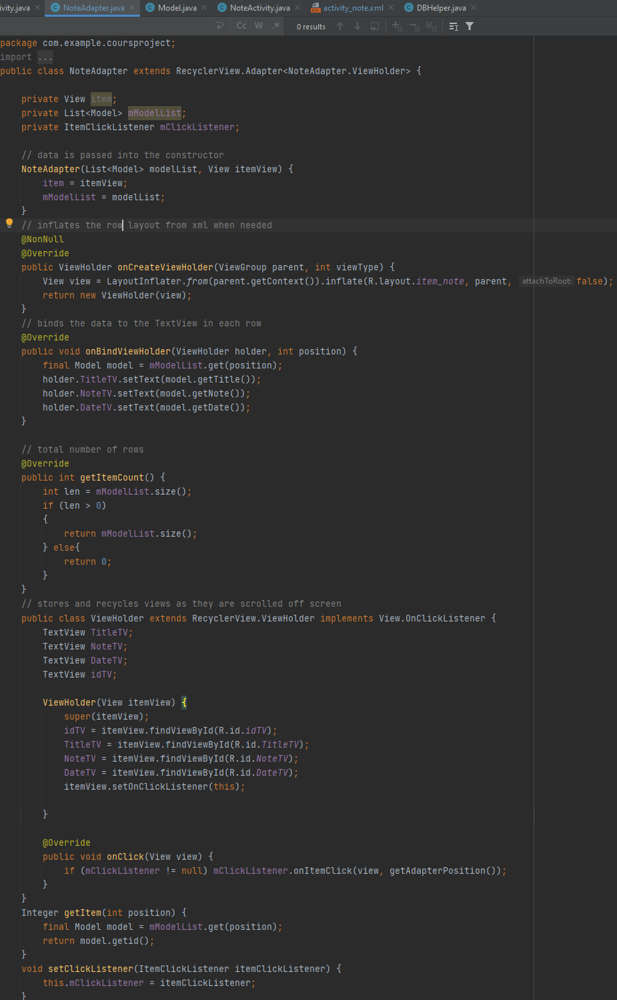 ivity.java NoteAdapter.java Model.java NoteActivity.java activity_note.xml DBHelper.java
Cc W .* 0 results
package com.example.coursproject;
import ...
public class NoteAdapter extends RecyclerView.Adapter<NoteAdapter.ViewHolder> {
private View item;
private List<Model> mModelList;
private ItemClickListener mClickListener;
// data is passed into the constructor
NoteAdapter(List<Model> modelList, View itemView) {
item = itemView;
mModelList = modelList;
}
// inflates the row layout from xml when needed
@NonNull
@Override
public ViewHolder onCreateViewHolder(ViewGroup parent, int viewType) {
View view = LayoutInflater.from(parent.getContext()).inflate(R.layout.item_note, parent, attachToRoot: false);
return new ViewHolder(view);
}
// binds the data to the TextView in each row
@Override
public void onBindViewHolder(ViewHolder holder, int position) {
final Model model = mModelList.get(position);
holder.TitleTV.setText(model.getTitle());
holder.NoteTV.setText(model.getNote());
holder.DateTV.setText(model.getDate());
}
// total number of rows
@Override
public int getItemCount() {
int len = mModelList.size();
if (len > 0)
{
return mModelList.size();
} else{
return 0;
}
}
// stores and recycles views as they are scrolled off screen
public class ViewHolder extends RecyclerView.ViewHolder implements View.OnClickListener {
TextView TitleTV;
TextView NoteTV;
TextView DateTV;
TextView idTV;
ViewHolder(View itemView) {
super(itemView);
idTV = itemView.findViewById(R.id.idTV);
TitleTV = itemView.findViewById(R.id.TitleTV);
NoteTV = itemView.findViewById(R.id.NoteTV);
DateTV = itemView.findViewById(R.id.DateTV);
itemView.setOnClickListener(this);
}
@Override
public void onClick(View view) {
if (mClickListener != null) mClickListener.onItemClick(view, getAdapterPosition());
}
}
Integer getItem(int position) {
final Model model = mModelList.get(position);
return model.getid();
}
void setClickListener(ItemClickListener itemClickListener) {
this.mClickListener = itemClickListener;
}